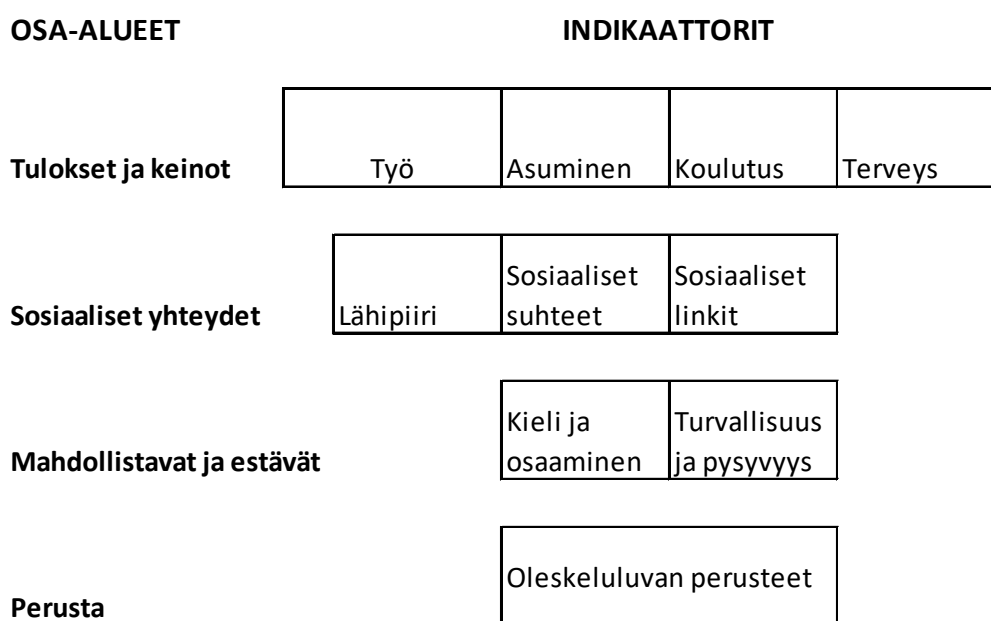 OSA-ALUEET INDIKAATTORIT
Tulokset ja keinot Työ Asuminen Koulutus Terveys
Sosiaaliset Sosiaaliset
Sosiaaliset yhteydet Lähipiiri suhteet linkit
Kieli ja Turvallisuus
Mahdollistavat ja estävät osaaminen ja pysyvyys
Oleskeluluvan perusteet
Perusta